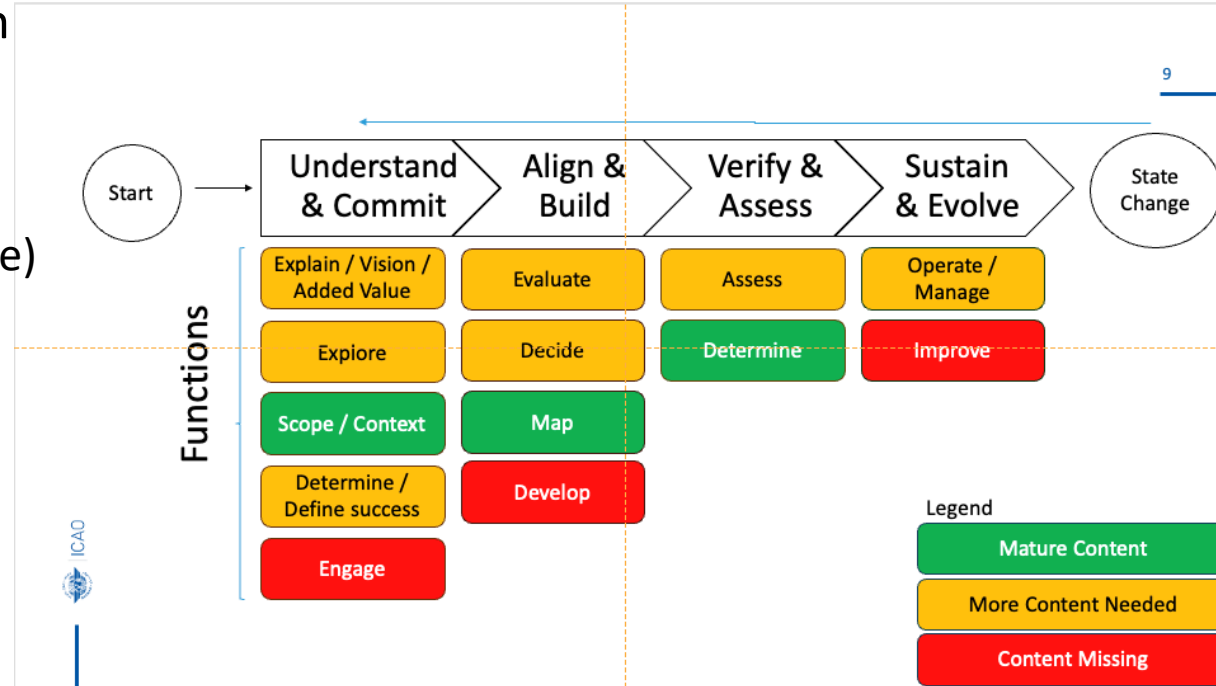 n
9
Start
Understand
& Commit
Align &
Build
Verify &
Assess
Sustain
& Evolve
State
Change
e)
Functions
Explain / Vision /
Added Value
Evaluate
Assess
Operate /
Manage
Expiore
Decide
Determine
Improve
Scope / Context
Map
Determine /
Define success
Develop
Engage
Legend
Mature Content
More Content Needed
Content Missing
ICAO